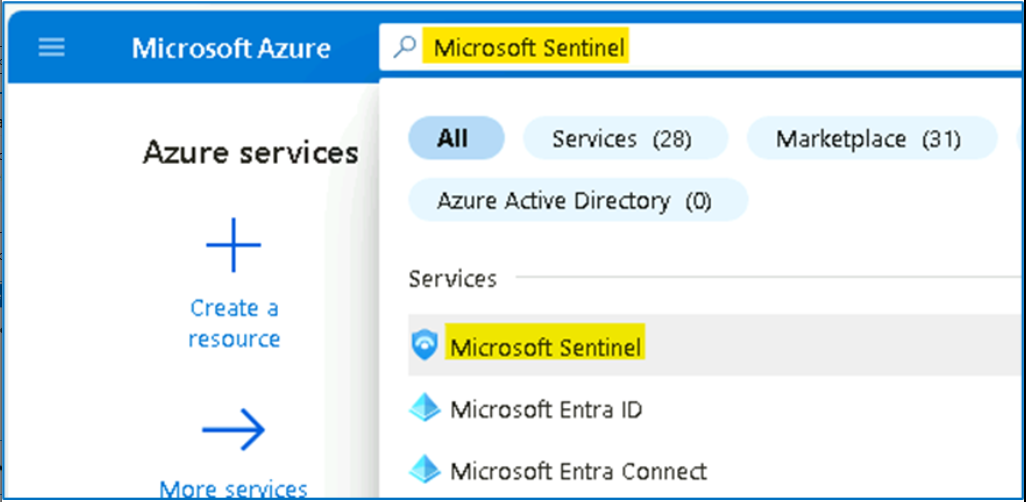 Microsoft Azure
Microsoft Sentinel
Azure services
Create a
resource
More services
All
Services (28)
Marketplace (31)
Azure Active Directory (0)
Services
Microsoft Sentinel
Microsoft Entra ID
Microsoft Entra Connect